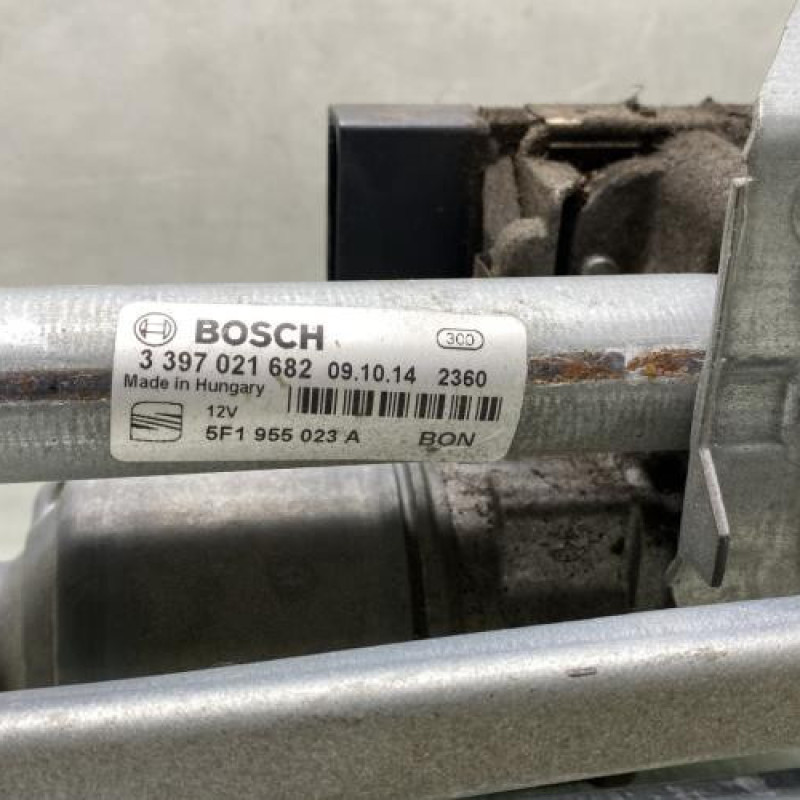 BOSCH 300
3 397 021 682 09.10.14 2360
Made in Hungary
12V
5F1 955 023 A BON